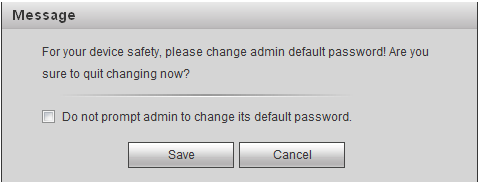 Message
For your device safety, please change admin default password! Are you
sure to quit changing now?
Do not prompt admin to change its default password.
Save
Cancel